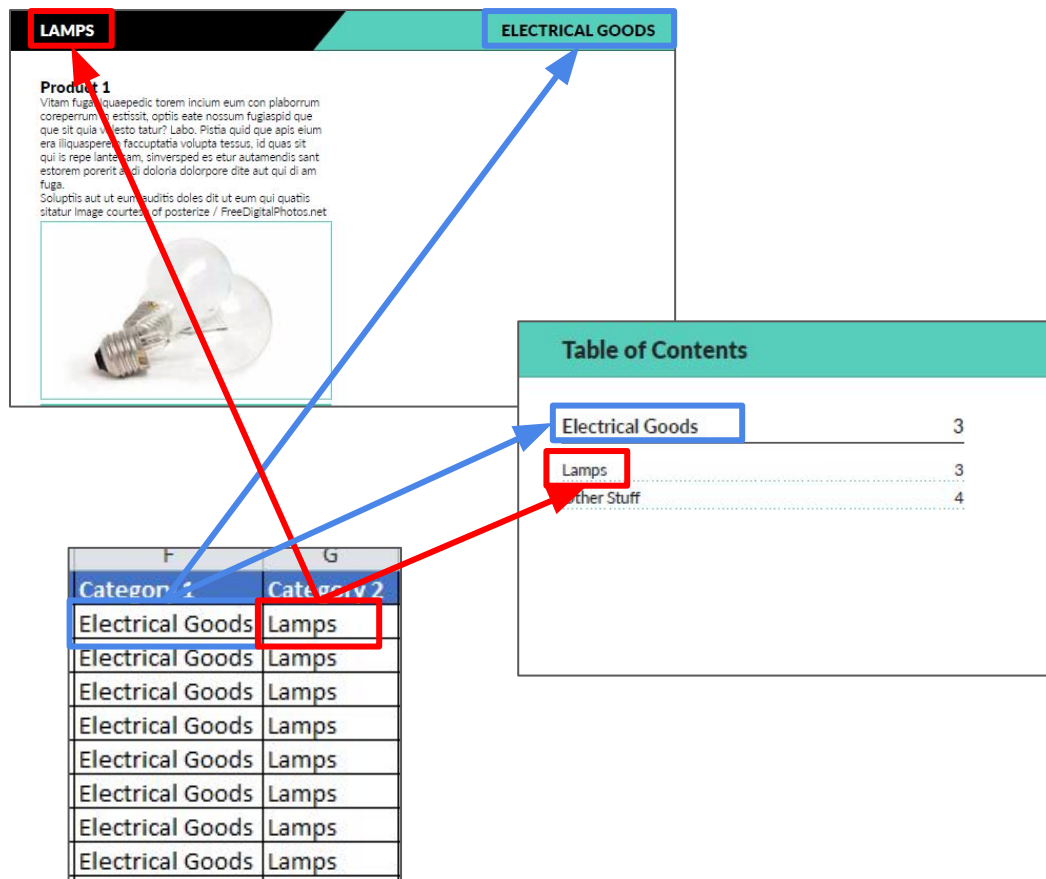 LAMPS
ELECTRICAL GOODS
Product 1
Vitam fuga. quaepedic torem incium eum con plaborrum
coreperrum estissit, optiis eate nossum fugiaspid que
que sit quia v lesto tatur? Labo. Pistia quid que apis eium
era iliquasperem faccuptatia volupta tessus, id quas sit
qui is repe lante am, sinversped es etur autamendis sant
estorem porerit a di doloria dolorpore dite aut qui di am
fuga.
Soluptiis aut ut eum auditis doles dit ut eum qui quatiis
sitatur Image courtesy of posterize / FreeDigitalPhotos.net
Table of Contents
Electrical Goods 3
Lamps 3
Other Stuff 4
F G
Category 1 Category 2
Electrical Goods Lamps
Electrical Goods Lamps
Electrical Goods Lamps
Electrical Goods Lamps
Electrical Goods Lamps
Electrical Goods Lamps
Electrical Goods Lamps
Electrical Goods Lamps